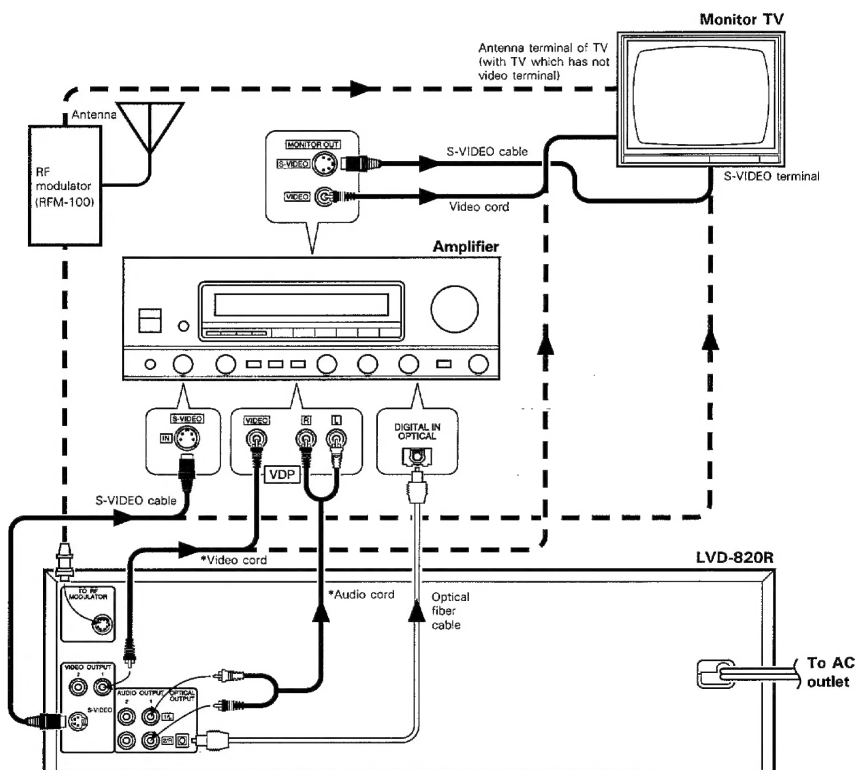 Monitor TV
Antenna terminal of TV
(with TV which has not
video terminal)
Antenna
RF
modulator
(RFM-100)
MONITOR OUT
S-VIDEO
VIDEO
S-VIDEO cable
Video cord
S-VIDEO terminal
Amplifier
S-VIDEO
IN
VIDEO
R
L
VDP
DIGITAL IN
OPTICAL
S-VIDEO cable
*Video cord
*Audio cord
Optical
fiber
cable
LVD-820R
TO RF
MODULATOR
VIDEO OUTPUT
2 1
S-VIDEO
AUDIO OUTPUT
2 1
OPTICAL
OUTPUT
To AC
outlet